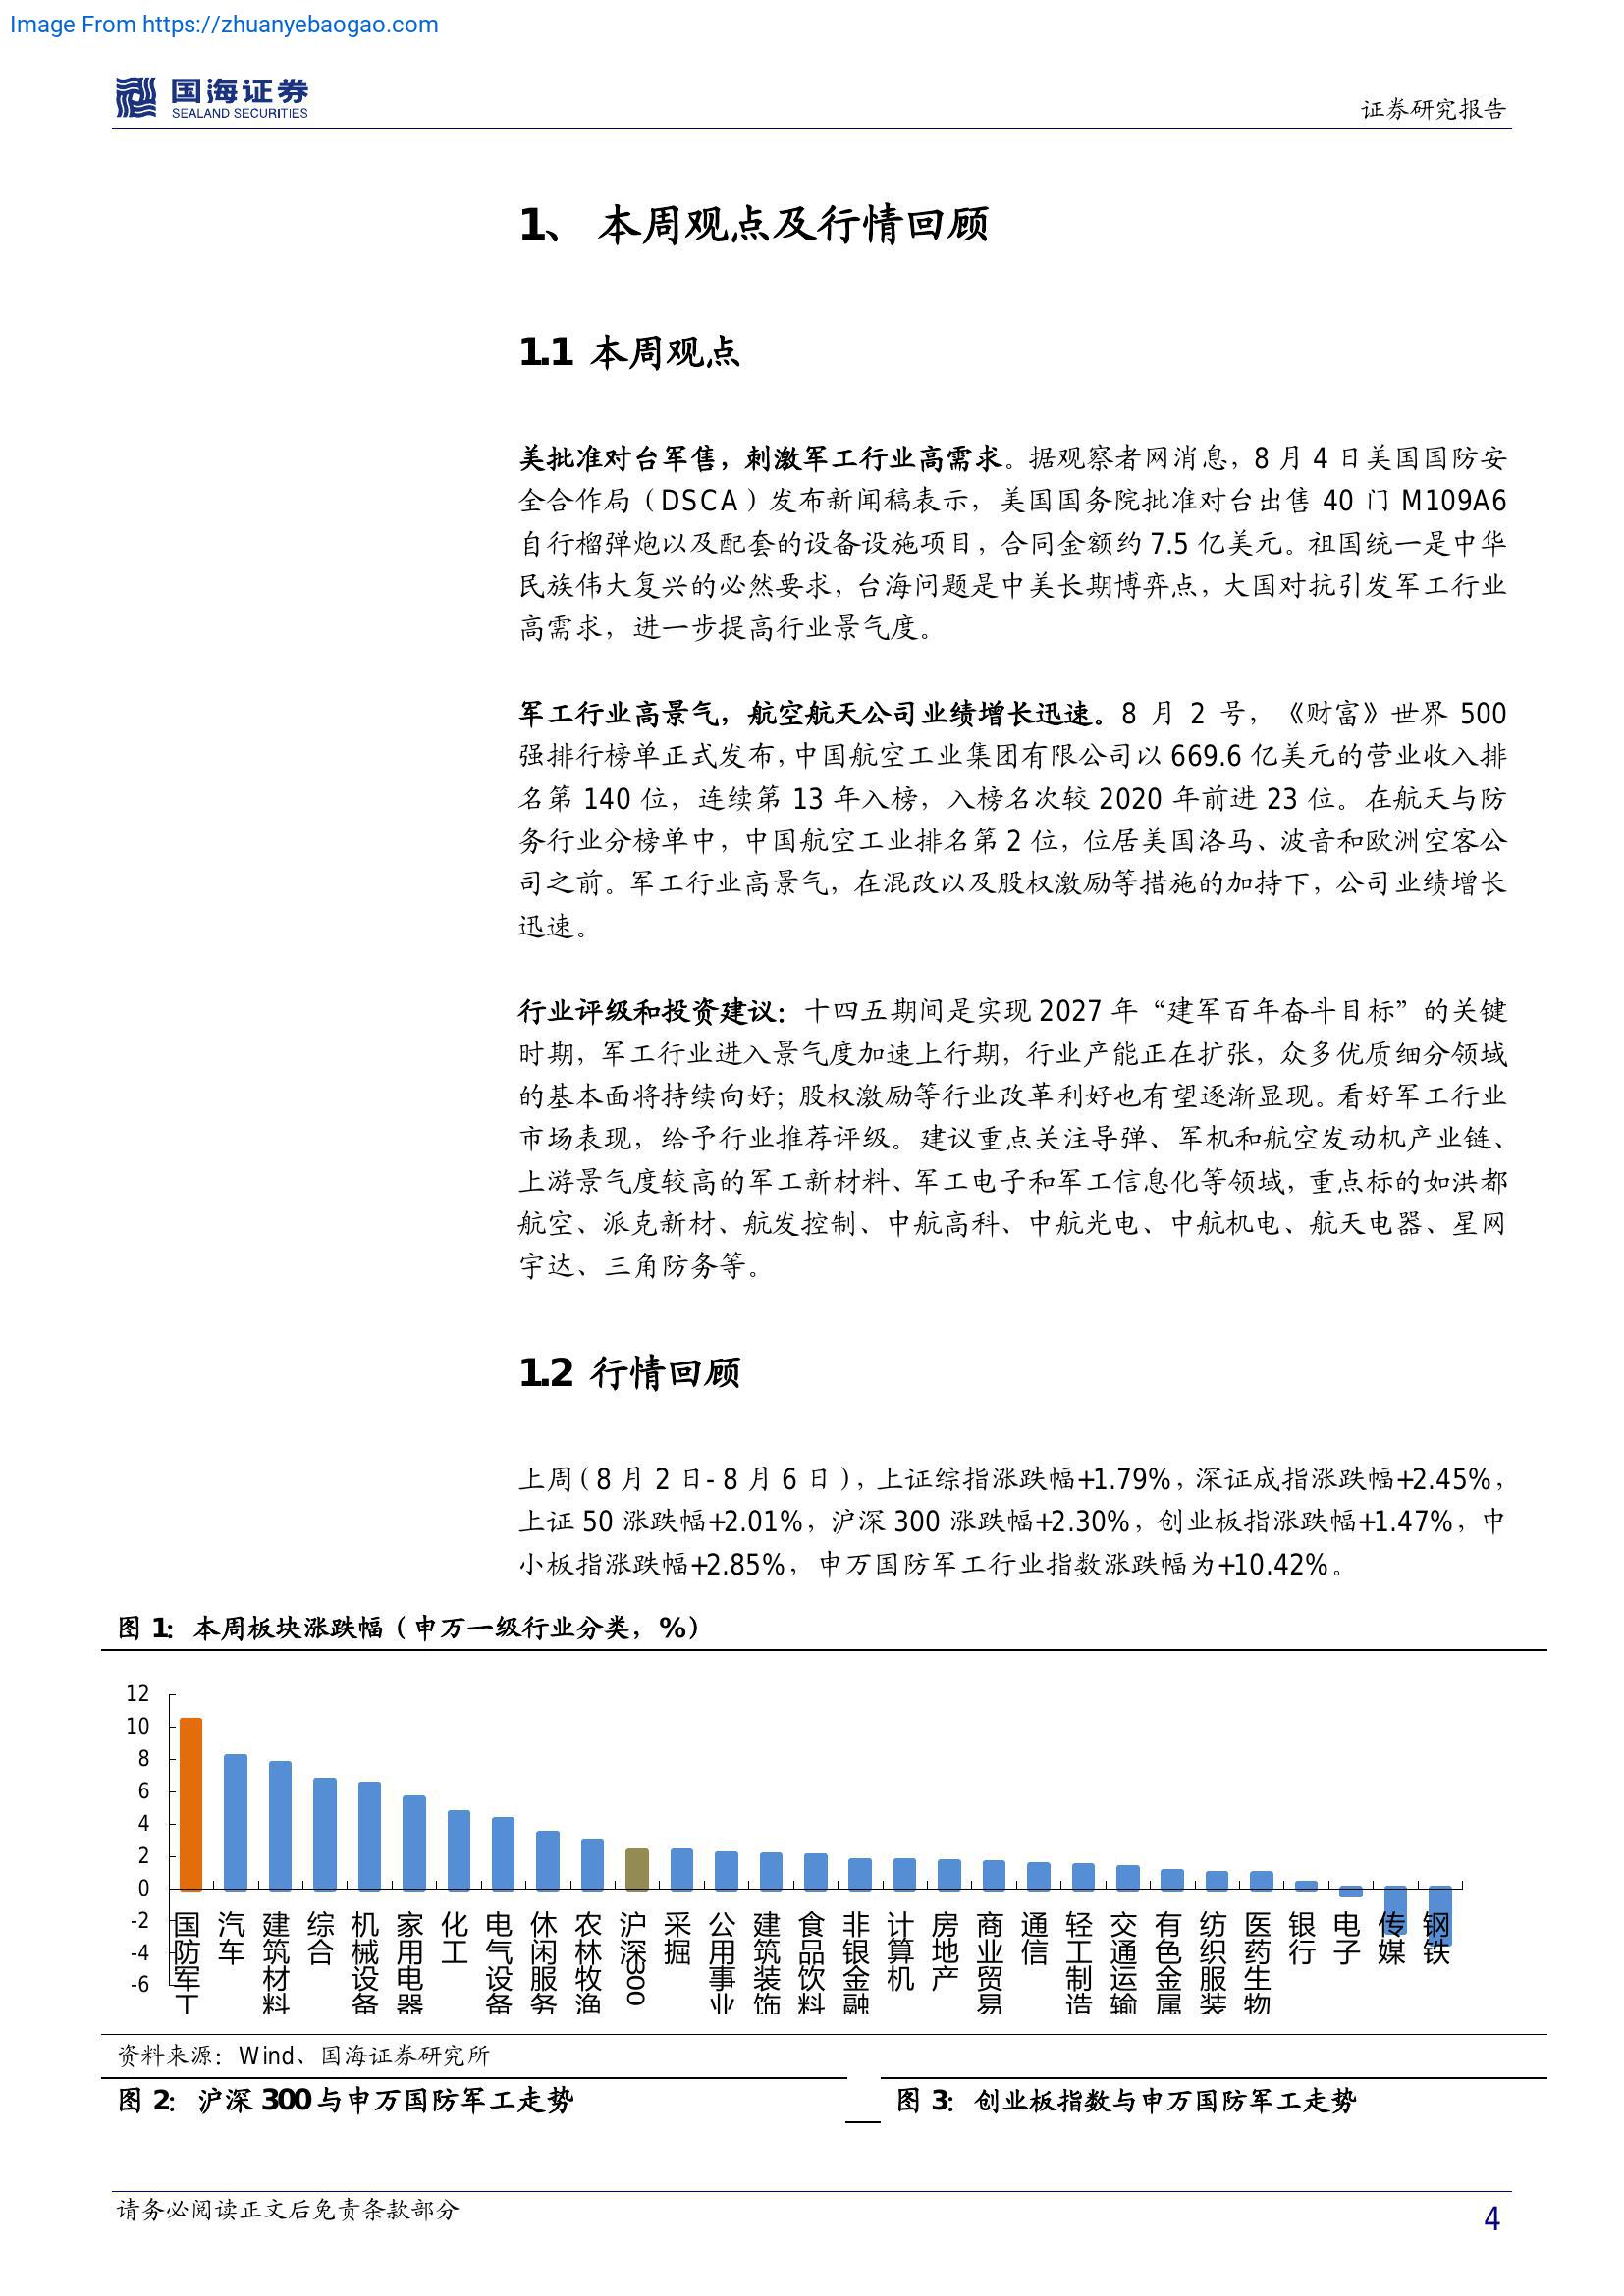 Image From https://zhuanyebaogao.com
国海证券
SEALAND SECURITIES
证券研究报告
1、 本周观点及行情回顾
1.1 本周观点
美批准对台军售，刺激军工行业高需求。据观察者网消息，8 月 4 日美国国防安
全合作局（DSCA）发布新闻稿表示，美国国务院批准对台出售 40 门 M109A6
自行榴弹炮以及配套的设备设施项目，合同金额约 7.5 亿美元。祖国统一是中华
民族伟大复兴的必然要求，台海问题是中美长期博弈点，大国对抗引发军工行业
高需求，进一步提高行业景气度。
军工行业高景气，航空航天公司业绩增长迅速。8 月 2 号，《财富》世界 500
强排行榜单正式发布，中国航空工业集团有限公司以 669.6 亿美元的营业收入排
名第 140 位，连续第 13 年入榜，入榜名次较 2020 年前进 23 位。在航天与防
务行业分榜单中，中国航空工业排名第 2 位，位居美国洛马、波音和欧洲空客公
司之前。军工行业高景气，在混改以及股权激励等措施的加持下，公司业绩增长
迅速。
行业评级和投资建议：十四五期间是实现 2027 年“建军百年奋斗目标”的关键
时期，军工行业进入景气度加速上行期，行业产能正在扩张，众多优质细分领域
的基本面将持续向好；股权激励等行业改革利好也有望逐渐显现。看好军工行业
市场表现，给予行业推荐评级。建议重点关注导弹、军机和航空发动机产业链、
上游景气度较高的军工新材料、军工电子和军工信息化等领域，重点标的如洪都
航空、派克新材、航发控制、中航高科、中航光电、中航机电、航天电器、星网
宇达、三角防务等。
1.2 行情回顾
上周（8 月 2 日-8 月 6 日），上证综指涨跌幅+1.79%，深证成指涨跌幅+2.45%，
上证 50 涨跌幅+2.01%，沪深 300 涨跌幅+2.30%，创业板指涨跌幅+1.47%，中
小板指涨跌幅+2.85%，申万国防军工行业指数涨跌幅为+10.42%。
图 1：本周板块涨跌幅（申万一级行业分类，%）
12
10
8
6
4
2
0
-2
-4
-6
国防军工
汽车
建筑材料
综合
机械设备
家用电器
化工
电气设备
休闲服务
农林牧渔
沪深300
采掘
公用事业
建筑装饰
食品饮料
非银金融
计算机
房地产
商业贸易
通信
轻工制造
交通运输
有色金属
纺织服装
医药生物
银行
电子
传媒
钢铁
资料来源：Wind、国海证券研究所
图 2：沪深 300 与申万国防军工走势
图 3：创业板指数与申万国防军工走势
请务必阅读正文后免责条款部分
4